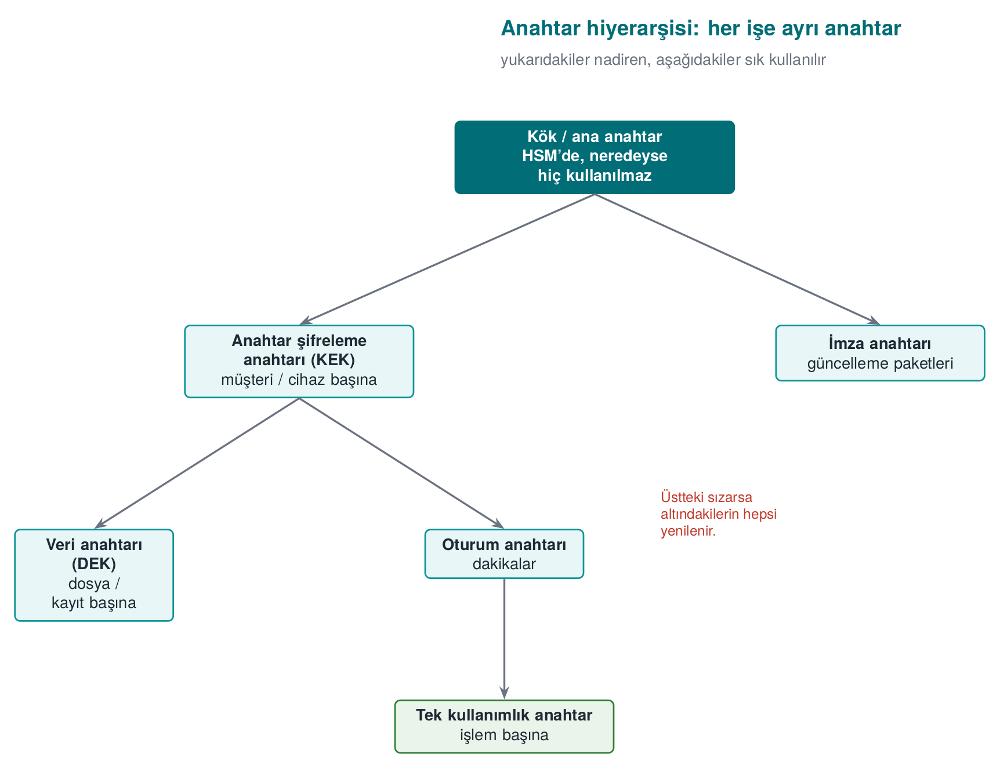 Anahtar hiyerarşisi: her işe ayrı anahtar
yukarıdakiler nadiren, aşağıdakiler sık kullanılır
Kök / ana anahtar
HSM’de, neredeyse
hiç kullanılmaz
Anahtar şifreleme
anahtarı (KEK)
müşteri / cihaz başına
İmza anahtarı
güncelleme paketleri
Üstteki sızarsa
altındakilerin hepsi
yenilenir.
Veri anahtarı
(DEK)
dosya /
kayıt başına
Oturum anahtarı
dakikalar
Tek kullanımlık anahtar
işlem başına